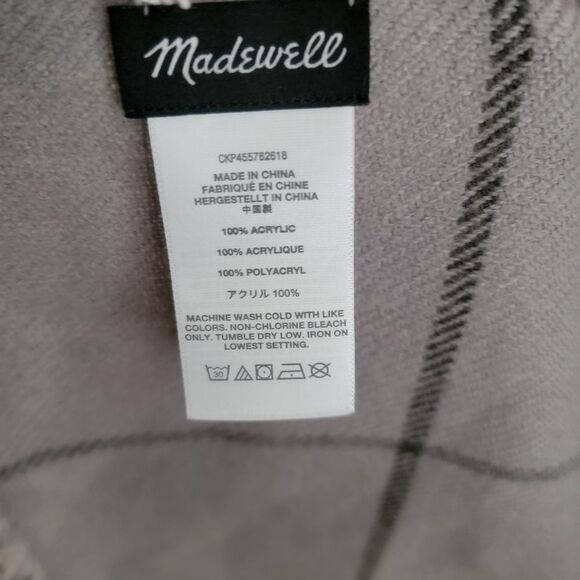 Madewell
CKP455782618
MADE IN CHINA
FABRIQUÉ EN CHINE
HERGESTELLT IN CHINA
中国製
100% ACRYLIC
100% ACRYLIQUE
100% POLYACRYL
アクリル 100%
MACHINE WASH COLD WITH LIKE
COLORS. NON-CHLORINE BLEACH
ONLY. TUMBLE DRY LOW. IRON ON
LOWEST SETTING.
30